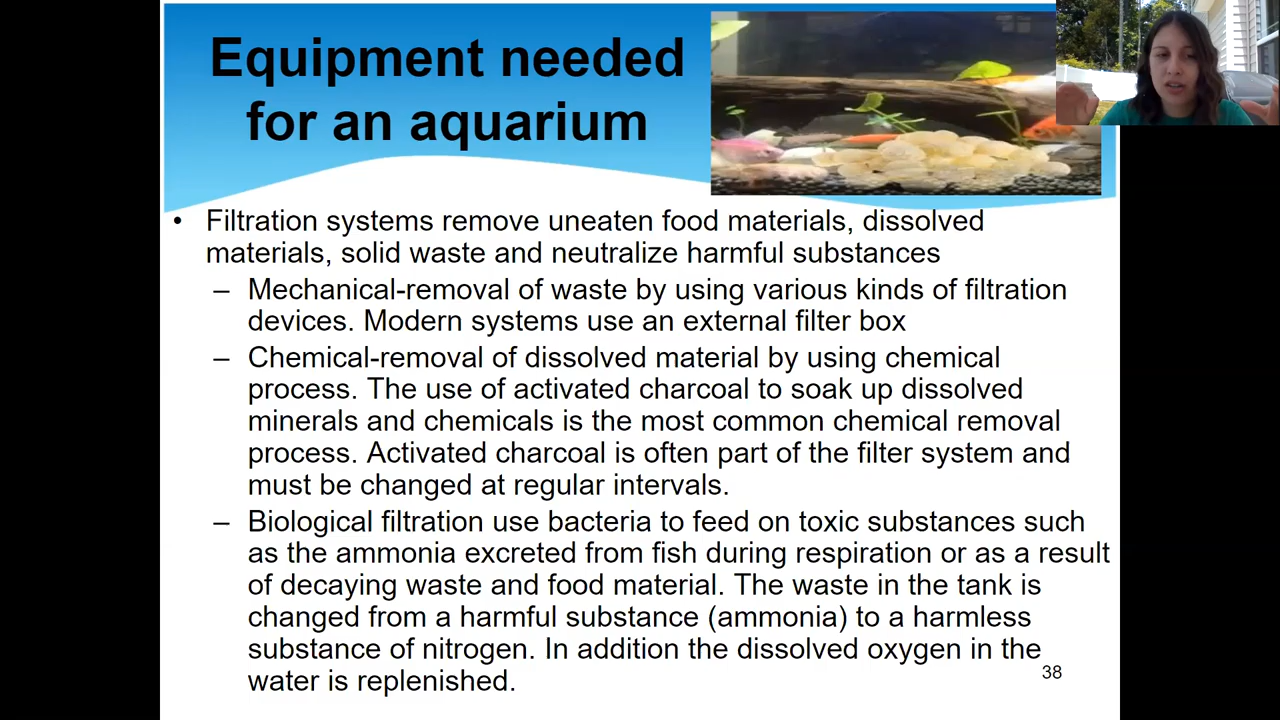 Equipment needed
for an aquarium
• Filtration systems remove uneaten food materials, dissolved
materials, solid waste and neutralize harmful substances
– Mechanical-removal of waste by using various kinds of filtration
devices. Modern systems use an external filter box
– Chemical-removal of dissolved material by using chemical
process. The use of activated charcoal to soak up dissolved
minerals and chemicals is the most common chemical removal
process. Activated charcoal is often part of the filter system and
must be changed at regular intervals.
– Biological filtration use bacteria to feed on toxic substances such
as the ammonia excreted from fish during respiration or as a result
of decaying waste and food material. The waste in the tank is
changed from a harmful substance (ammonia) to a harmless
substance of nitrogen. In addition the dissolved oxygen in the
water is replenished.
38